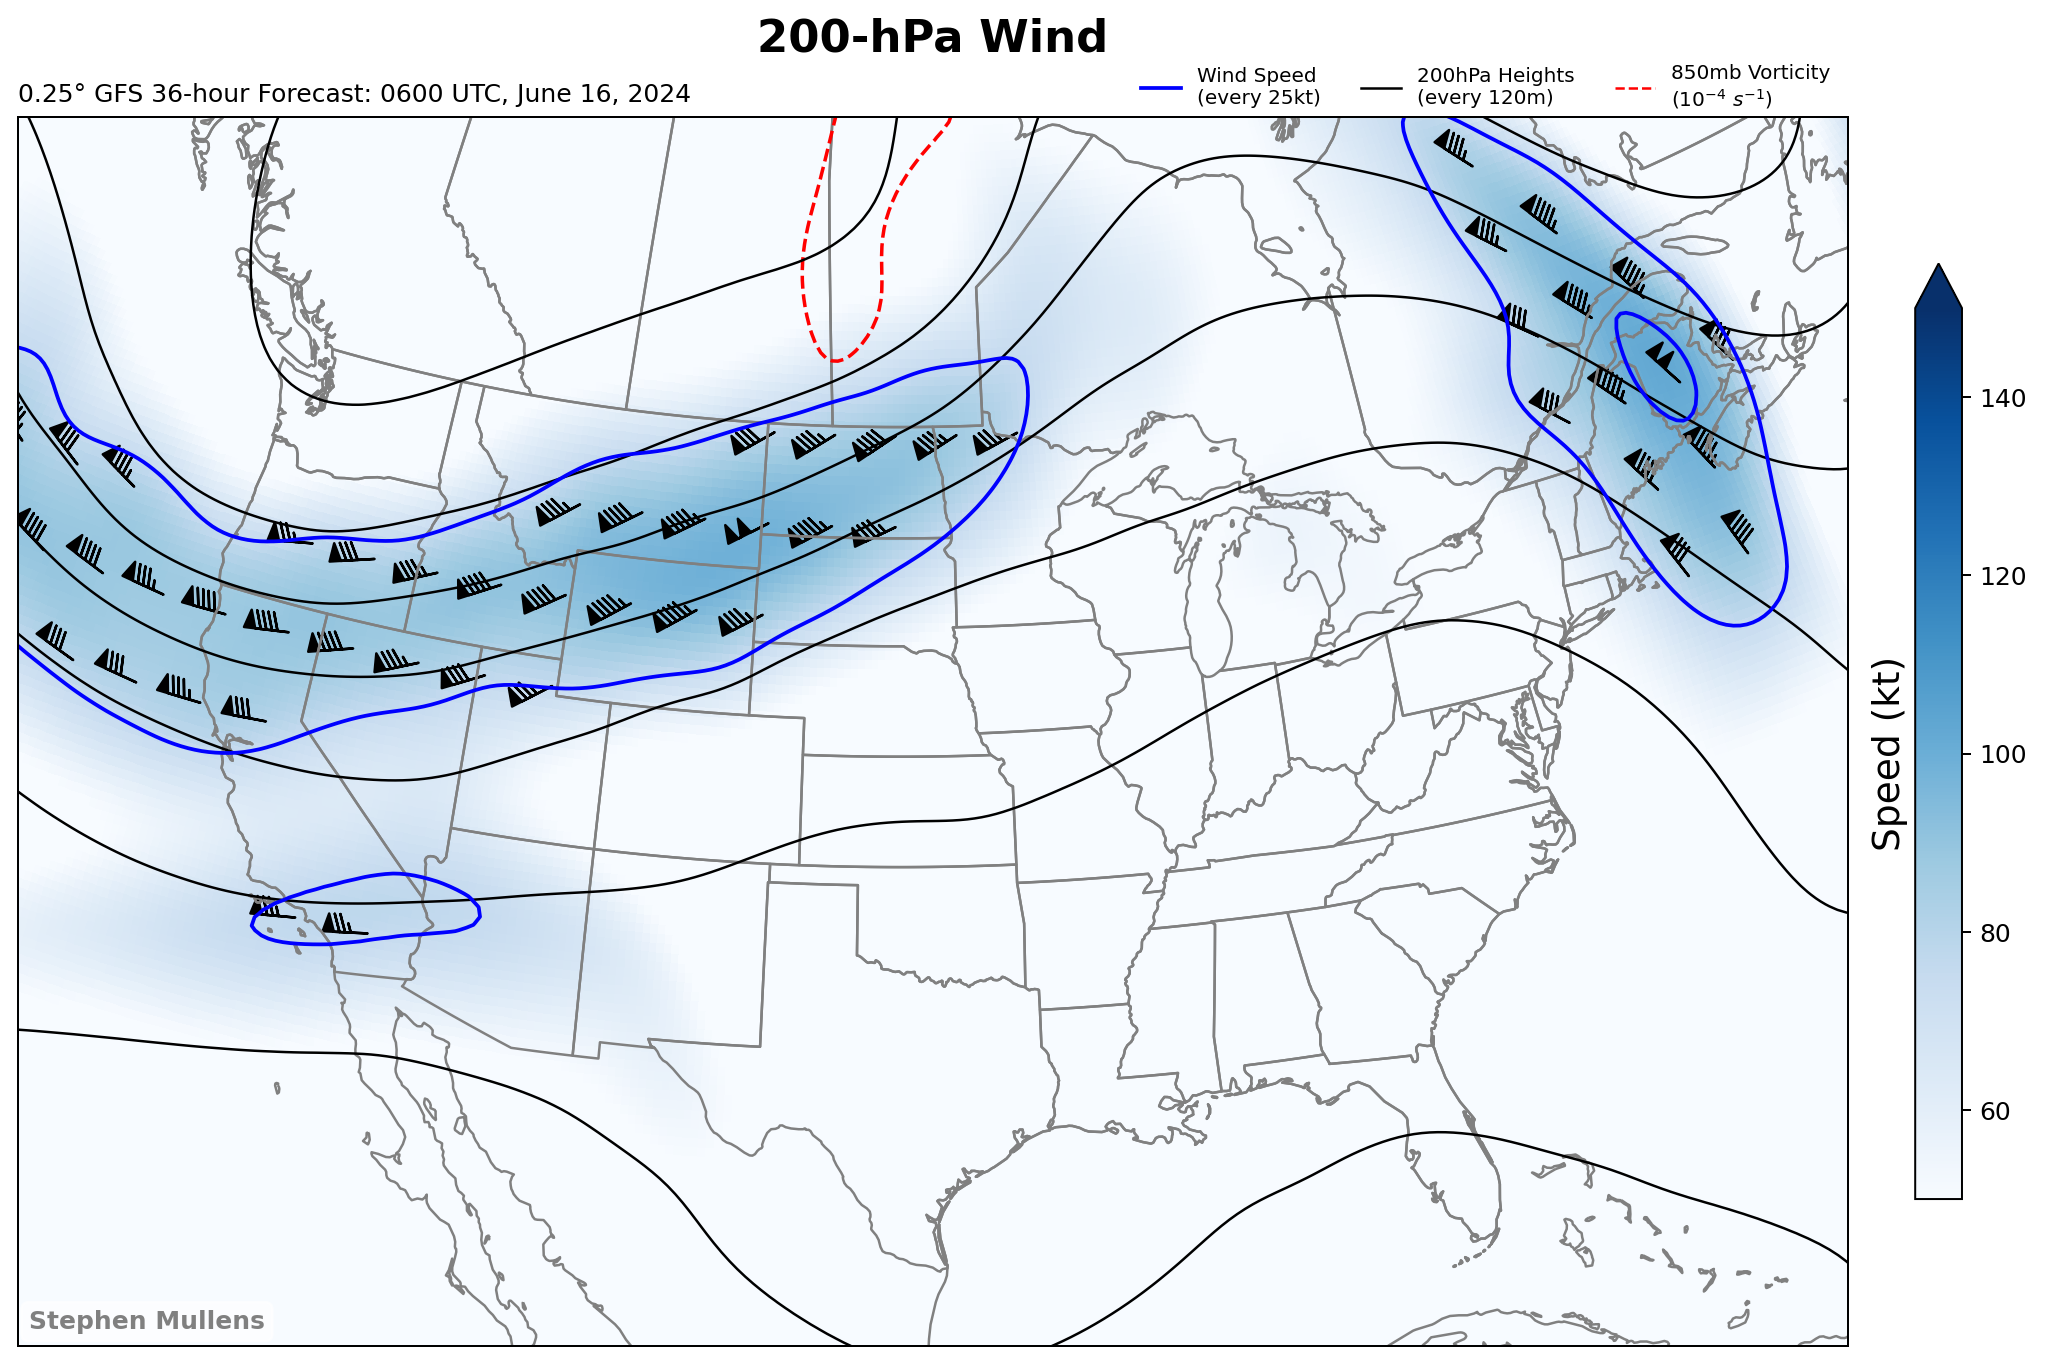 200-hPa Wind
0.25° GFS 36-hour Forecast: 0600 UTC, June 16, 2024
Wind Speed
(every 25kt)
200hPa Heights
(every 120m)
850mb Vorticity
(10⁻⁴ s⁻¹)
140
120
100
80
60
Speed (kt)
Stephen Mullens